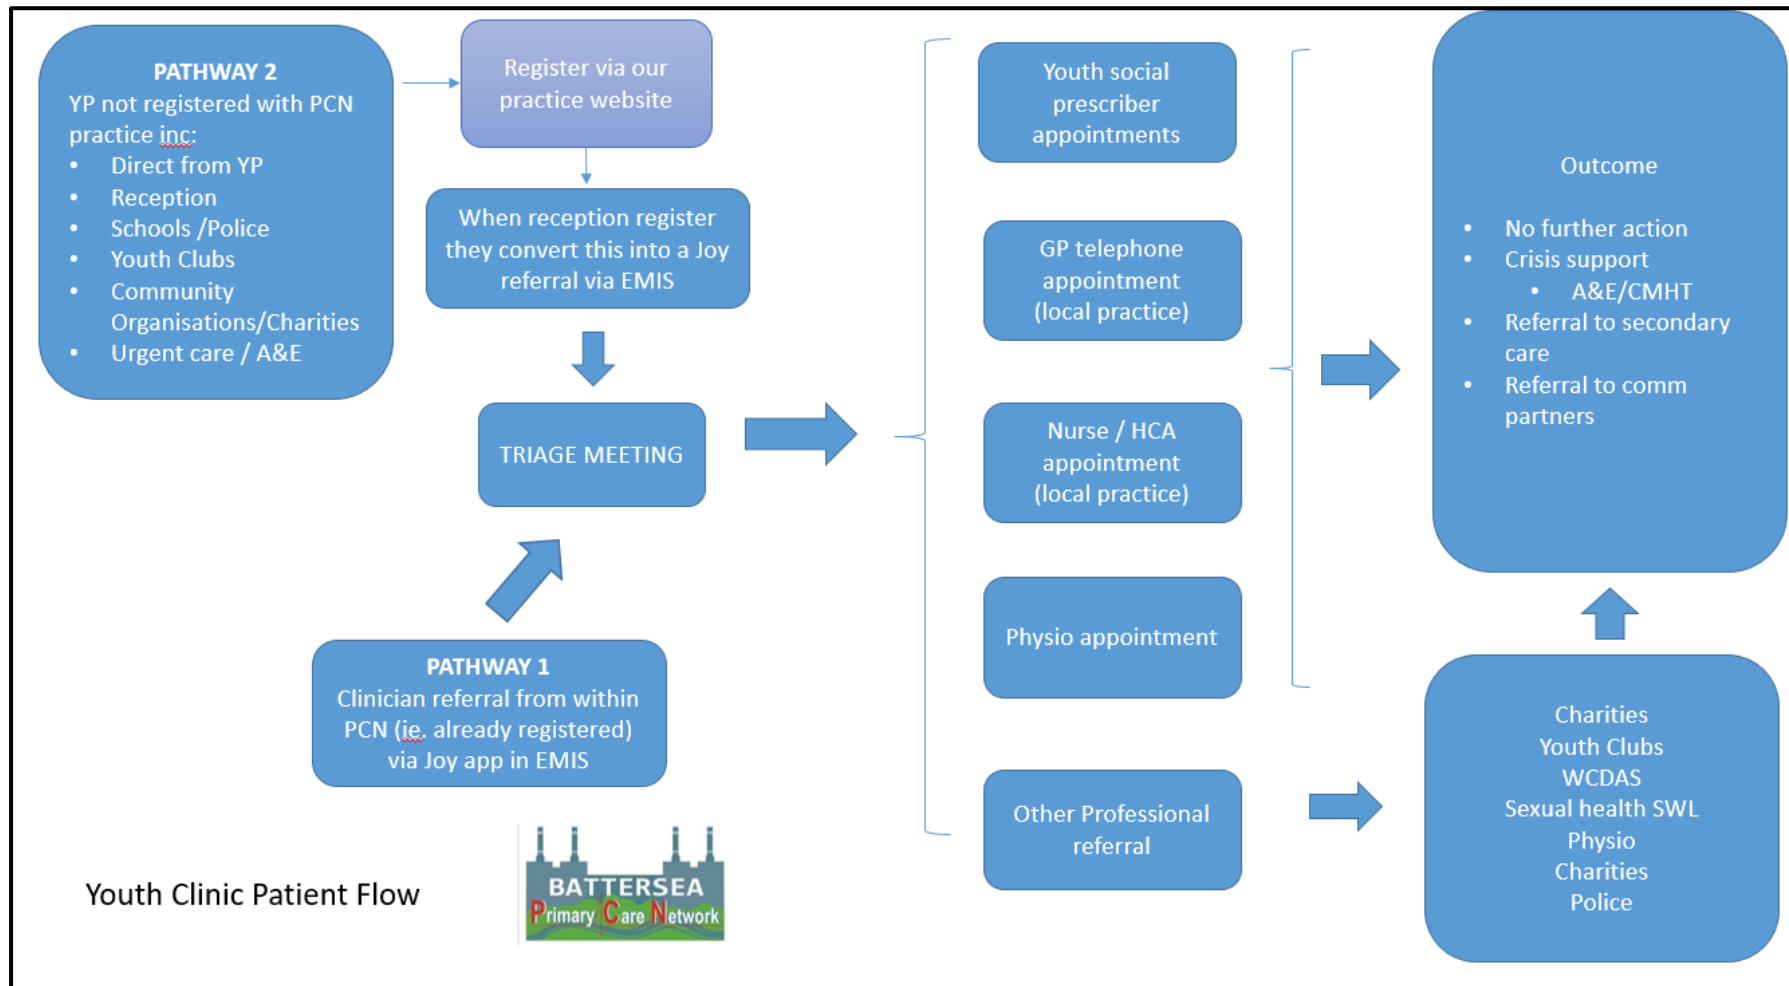 PATHWAY 2
YP not registered with PCN
practice inc:
• Direct from YP
• Reception
• Schools /Police
• Youth Clubs
• Community
Organisations/Charities
• Urgent care / A&E
Register via our
practice website
When reception register
they convert this into a Joy
referral via EMIS
TRIAGE MEETING
PATHWAY 1
Clinician referral from within
PCN (ie. already registered)
via Joy app in EMIS
Youth social
prescriber
appointments
GP telephone
appointment
(local practice)
Nurse / HCA
appointment
(local practice)
Physio appointment
Other Professional
referral
Outcome
• No further action
• Crisis support
• A&E/CMHT
• Referral to secondary
care
• Referral to comm
partners
Charities
Youth Clubs
WCDAS
Sexual health SWL
Physio
Charities
Police
Youth Clinic Patient Flow
BATTERSEA
Primary Care Network